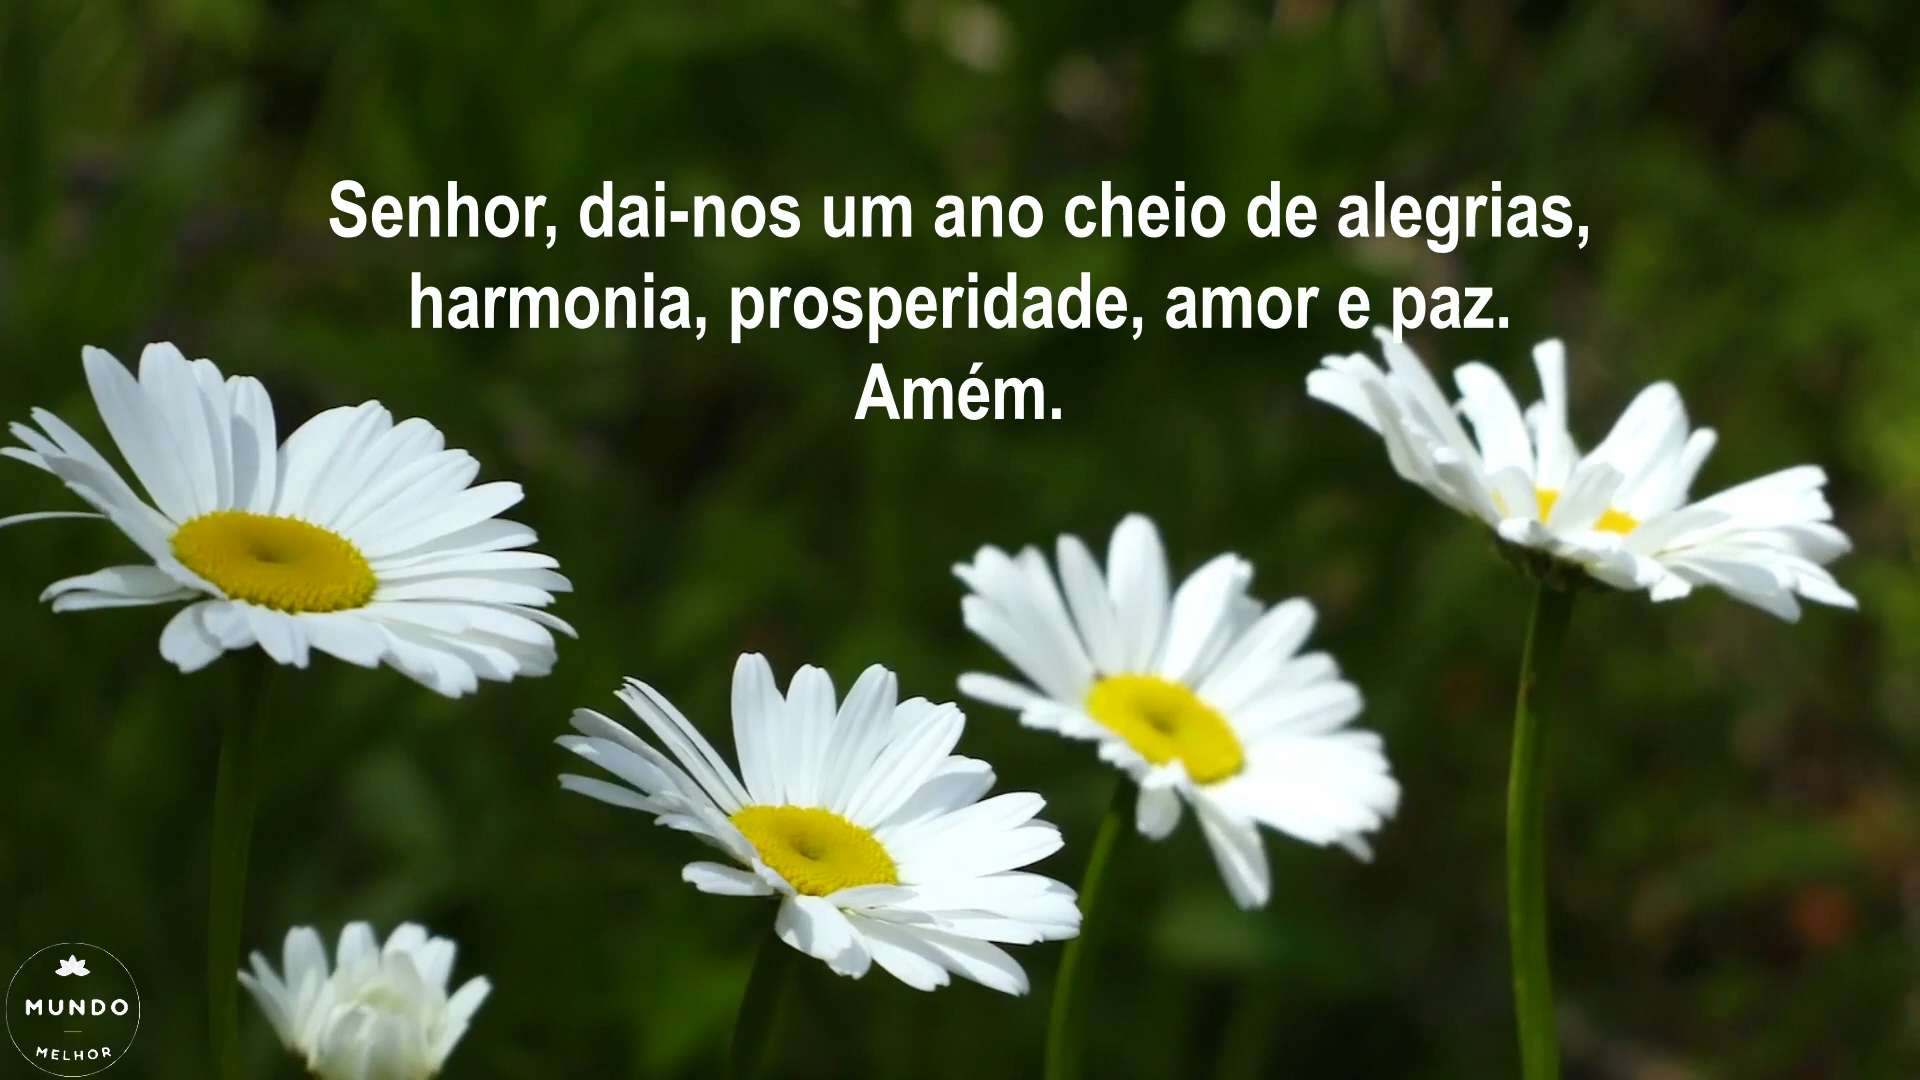 Senhor, dai-nos um ano cheio de alegrias,
harmonia, prosperidade, amor e paz.
Amém.
MUNDO
MELHOR